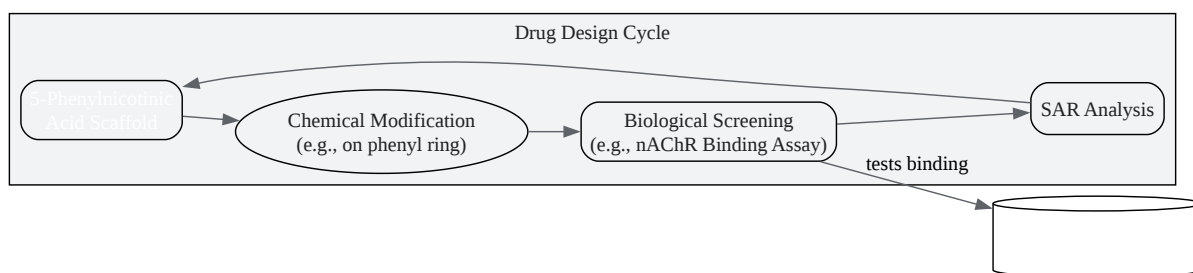 Drug Design Cycle
5-Phenylnicotinic
Acid Scaffold
Chemical Modification
(e.g., on phenyl ring)
Biological Screening
(e.g., nAChR Binding Assay)
SAR Analysis
tests binding